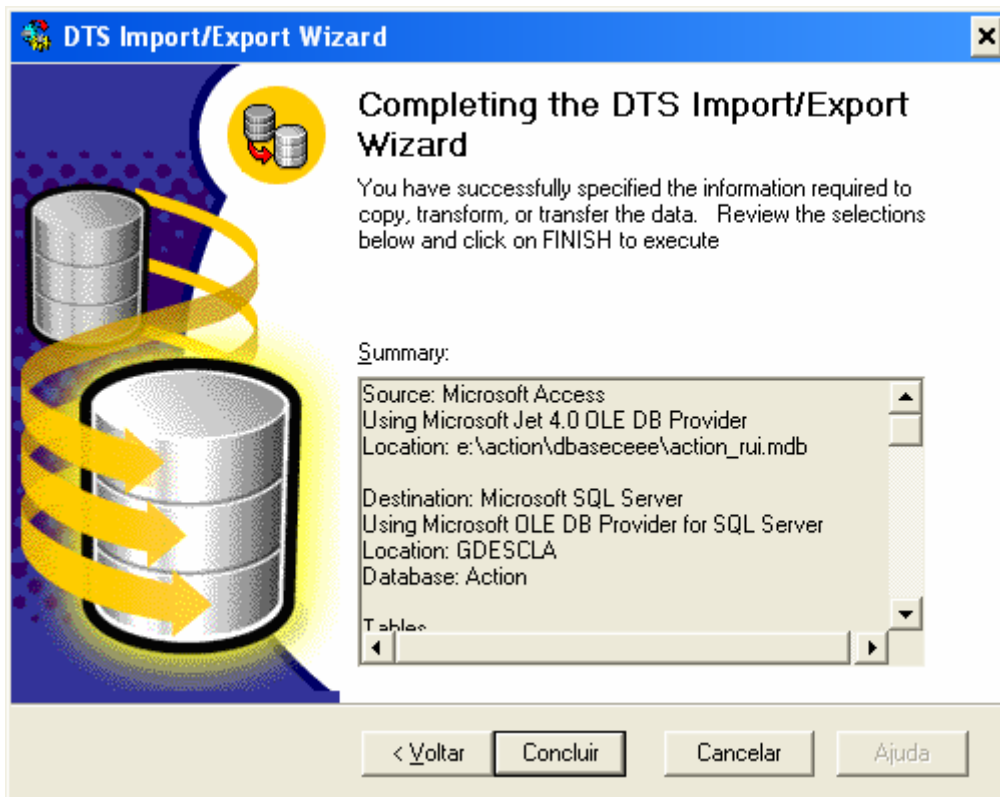 DTS Import/Export Wizard
Completing the DTS Import/Export
Wizard
You have successfully specified the information required to
copy, transform, or transfer the data.   Review the selections
below and click on FINISH to execute
Summary:
Source: Microsoft Access
Using Microsoft Jet 4.0 OLE DB Provider
Location: e:\action\dbaseceee\action_rui.mdb
Destination: Microsoft SQL Server
Using Microsoft OLE DB Provider for SQL Server
Location: GDESCLA
Database: Action
Tables
< Voltar
Concluir
Cancelar
Ajuda